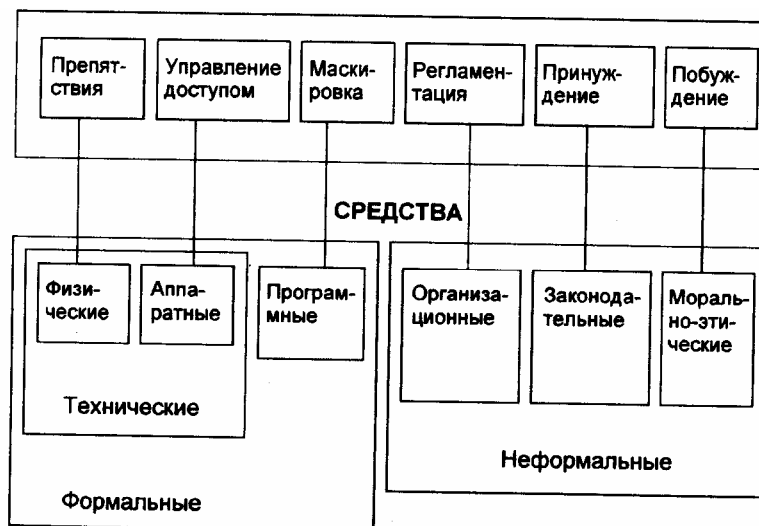 Препят-
ствия
Управление
доступом
Маски-
ровка
Регламен-
тация
Принуж-
дение
Побуж-
дение
СРЕДСТВА
Физи-
ческие
Аппа-
ратные
Програм-
мные
Организа-
ционные
Законода-
тельные
Мораль-
но-эти-
ческие
Технические
Неформальные
Формальные